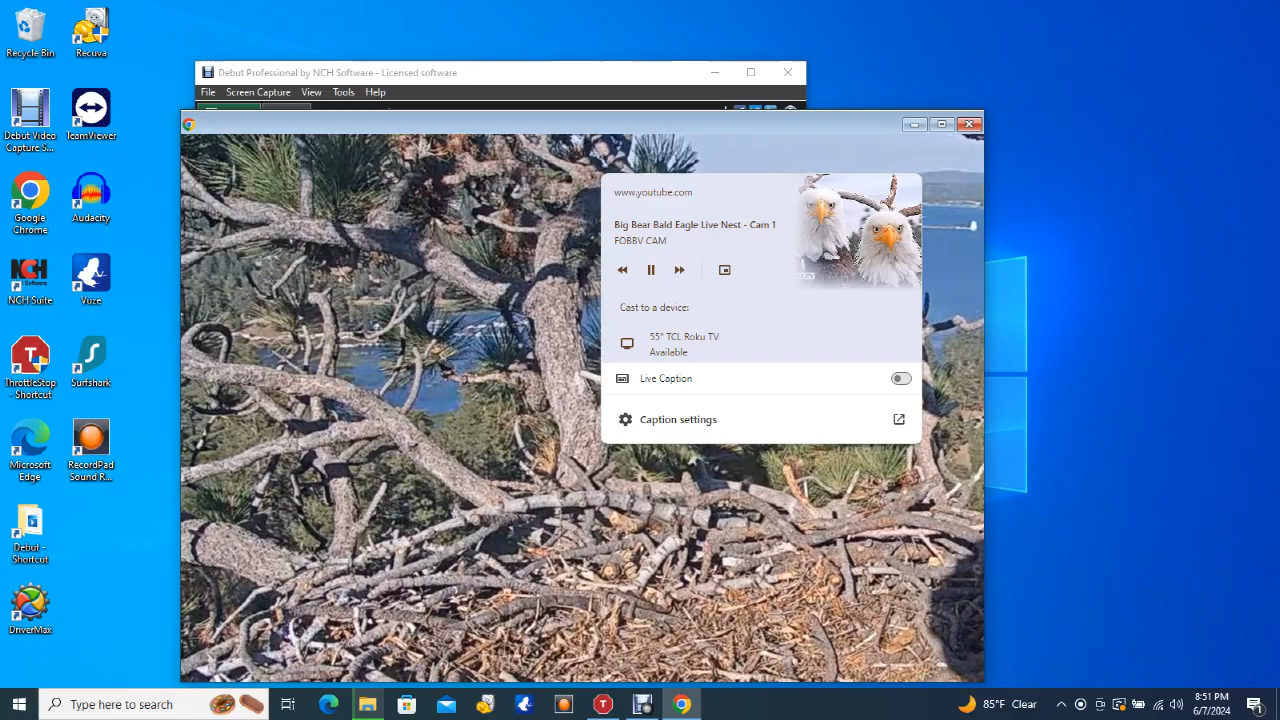 Recycle Bin
Recuva
Debut Video
Capture S...
TeamViewer
Google
Chrome
Audacity
NCH Suite
Vuze
ThrottleStop
- Shortcut
Surfshark
Microsoft
Edge
RecordPad
Sound R...
Debut -
Shortcut
DriverMax
Debut Professional by NCH Software - Licensed software
File Screen Capture View Tools Help
www.youtube.com
Big Bear Bald Eagle Live Nest - Cam 1
FOBBV CAM
Cast to a device:
55" TCL Roku TV
Available
Live Caption
Caption settings
Type here to search
85°F Clear
8:51 PM
6/7/2024
1